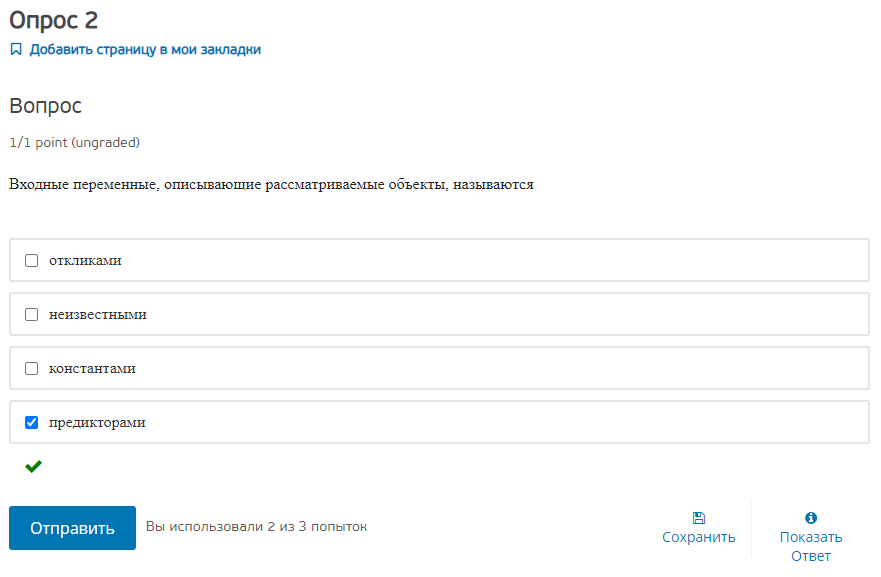 Опрос 2
Добавить страницу в мои закладки
Вопрос
1/1 point (ungraded)
Входные переменные, описывающие рассматриваемые объекты, называются
откликами
неизвестными
константами
предикторами
Отправить
Вы использовали 2 из 3 попыток
Сохранить
Показать
Ответ